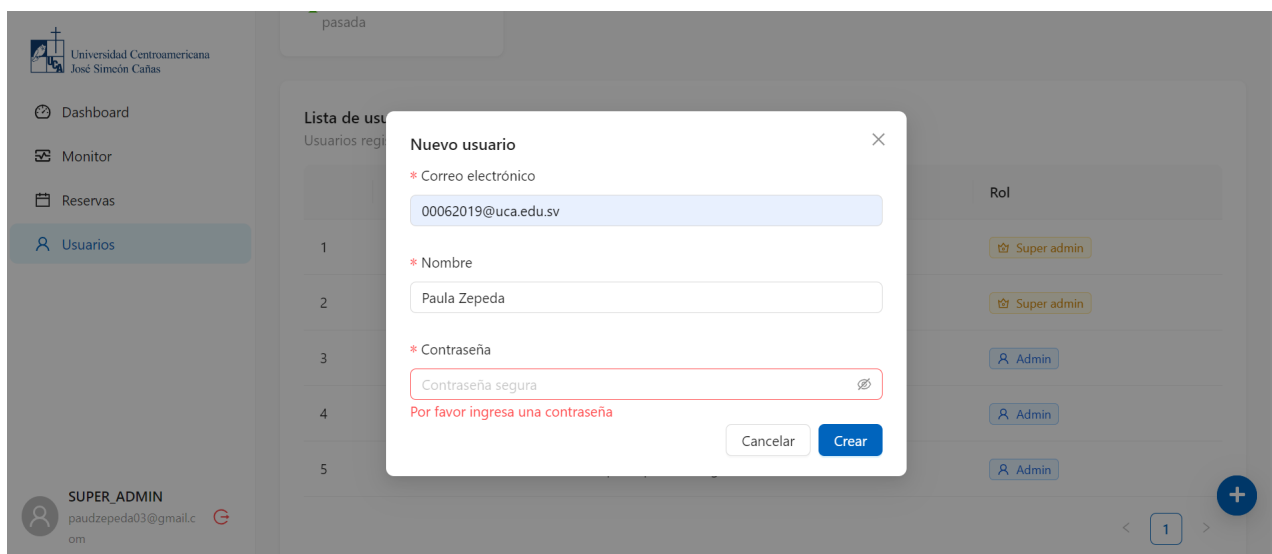 pasada
UCA
Universidad Centroamericana
José Simeón Cañas
Dashboard
Monitor
Reservas
Usuarios
SUPER_ADMIN
paudzepeda03@gmail.c
om
Lista de usu
Usuarios regi
Rol
1
Super admin
2
Super admin
3
Admin
4
Admin
5
Admin
1
Nuevo usuario
* Correo electrónico
00062019@uca.edu.sv
* Nombre
Paula Zepeda
* Contraseña
Contraseña segura
Por favor ingresa una contraseña
Cancelar
Crear